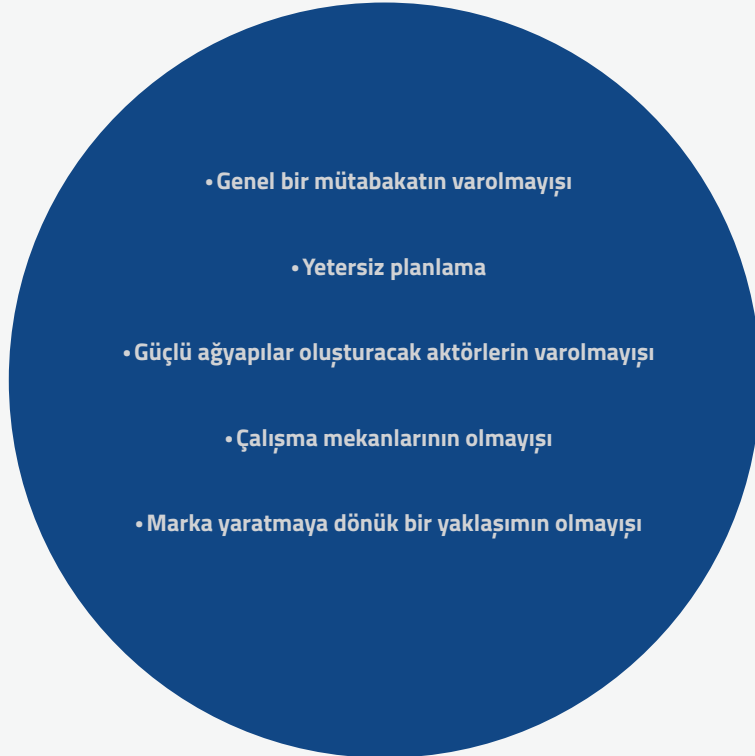 • Genel bir mütabakatın varolmayışı
• Yetersiz planlama
• Güçlü ağyapılar oluşturacak aktörlerin varolmayışı
• Çalışma mekanlarının olmayışı
• Marka yaratmaya dönük bir yaklaşımın olmayışı